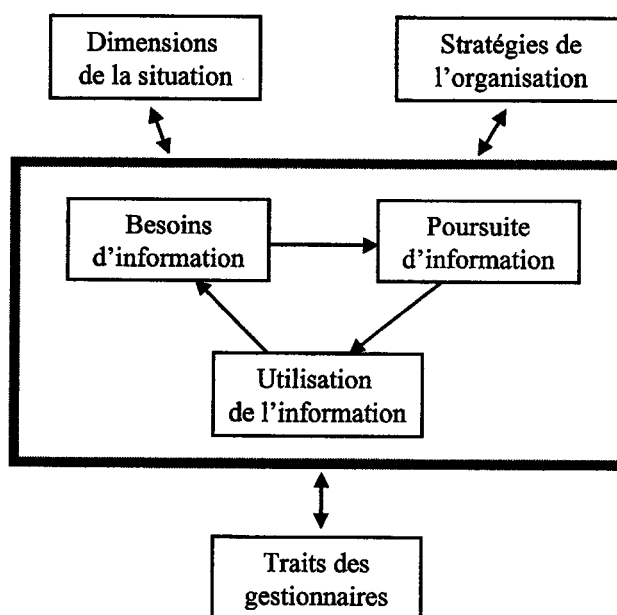 Dimensions
de la situation
Stratégies de
l'organisation
Besoins
d'information
Poursuite
d'information
Utilisation
de l'information
Traits des
gestionnaires